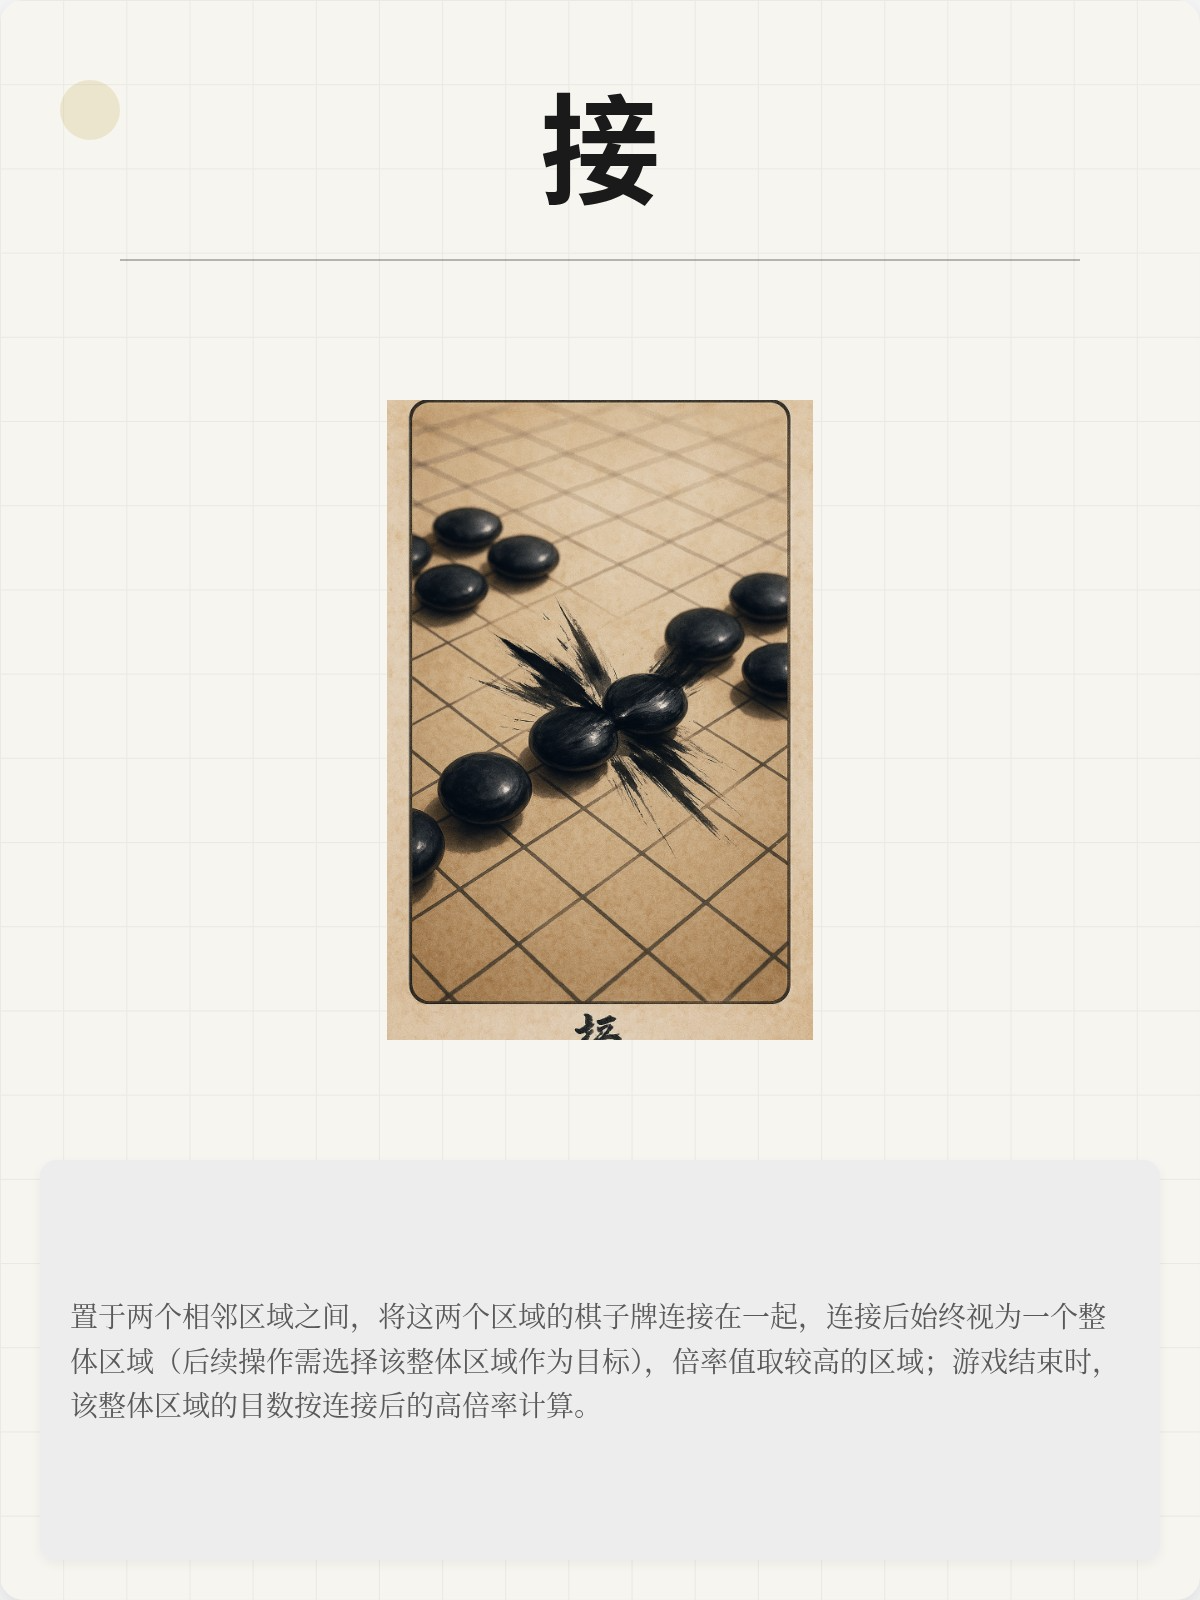 接
置于两个相邻区域之间，将这两个区域的棋子牌连接在一起，连接后始终视为一个整
体区域（后续操作需选择该整体区域作为目标），倍率值取较高的区域；游戏结束时，
该整体区域的目数按连接后的高倍率计算。